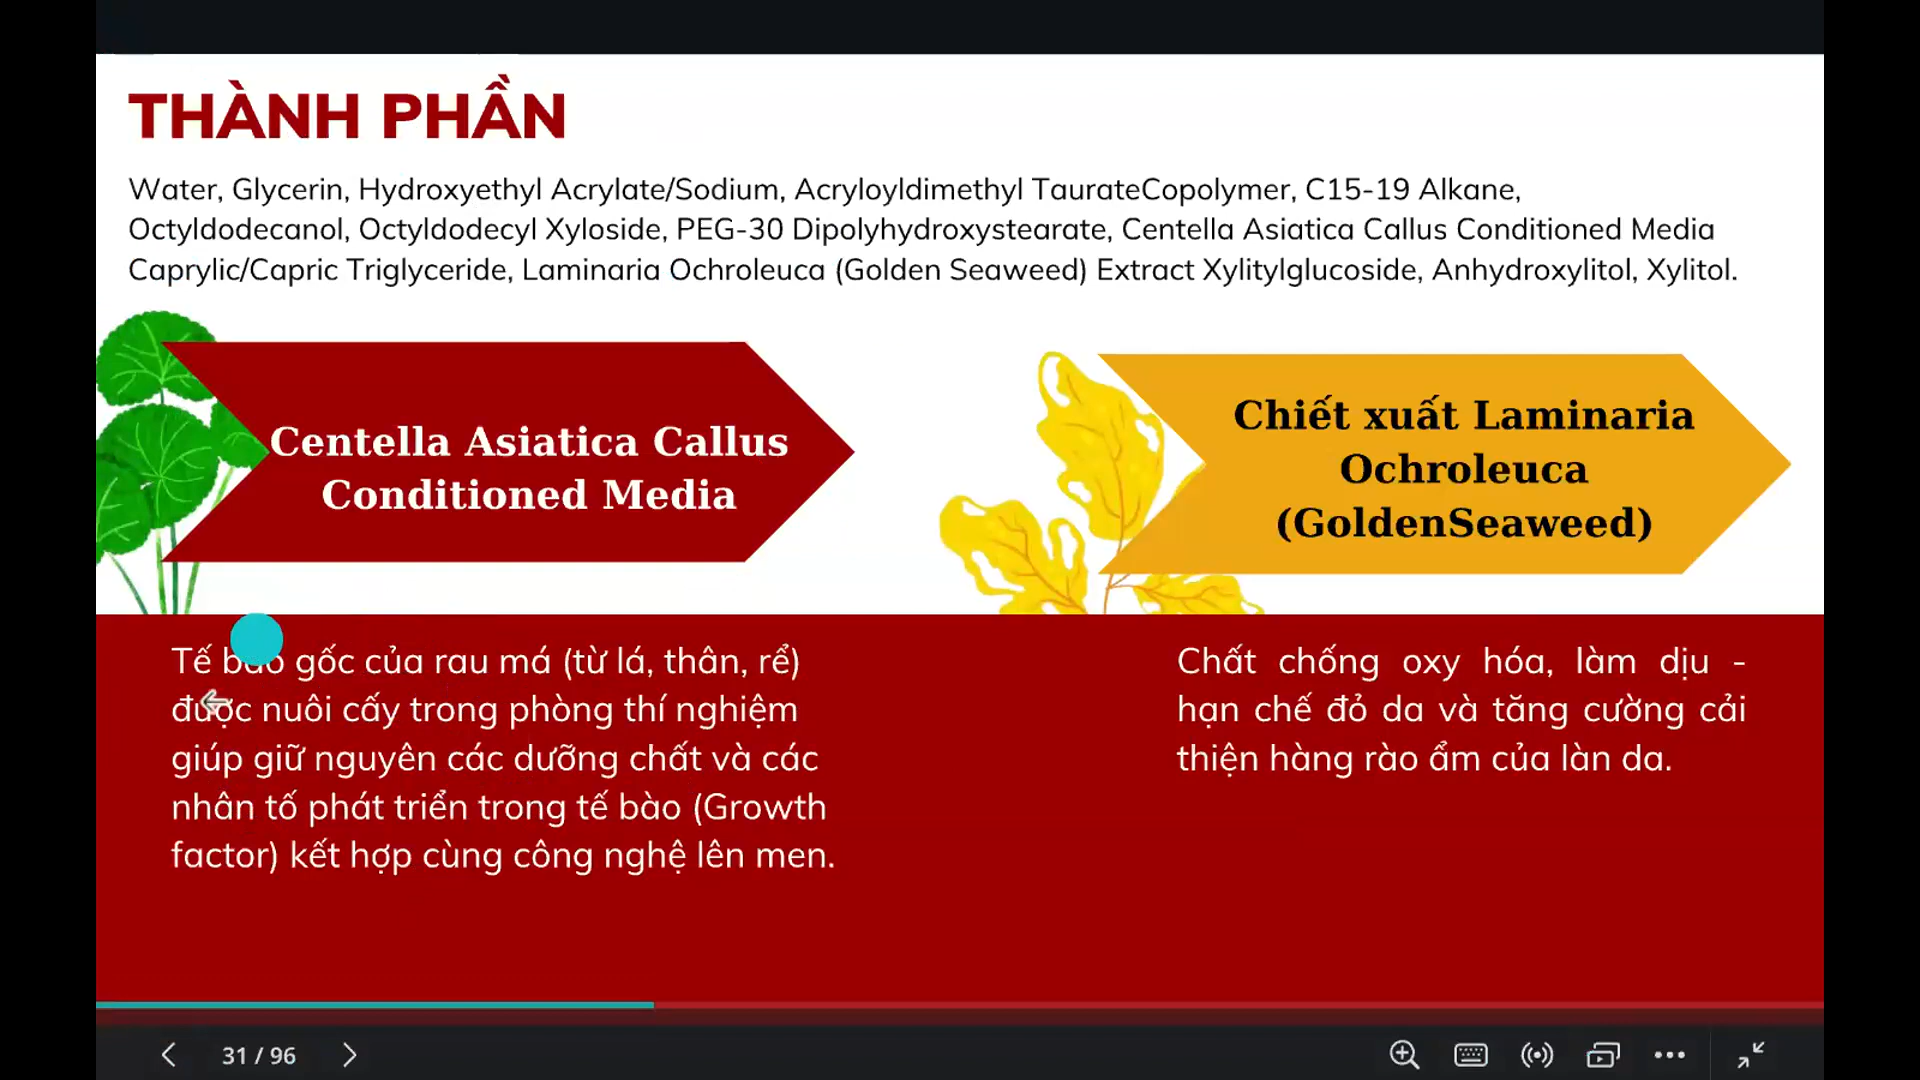 THÀNH PHẦN
Water, Glycerin, Hydroxyethyl Acrylate/Sodium, Acryloyldimethyl TaurateCopolymer, C15-19 Alkane,
Octyldodecanol, Octyldodecyl Xyloside, PEG-30 Dipolyhydroxystearate, Centella Asiatica Callus Conditioned Media
Caprylic/Capric Triglyceride, Laminaria Ochroleuca (Golden Seaweed) Extract Xylitylglucoside, Anhydroxylitol, Xylitol.
Centella Asiatica Callus
Conditioned Media
Chiết xuất Laminaria
Ochroleuca
(GoldenSeaweed)
Tế bào gốc của rau má (từ lá, thân, rể)
được nuôi cấy trong phòng thí nghiệm
giúp giữ nguyên các dưỡng chất và các
nhân tố phát triển trong tế bào (Growth
factor) kết hợp cùng công nghệ lên men.
Chất chống oxy hóa, làm dịu -
hạn chế đỏ da và tăng cường cải
thiện hàng rào ẩm của làn da.
31 / 96